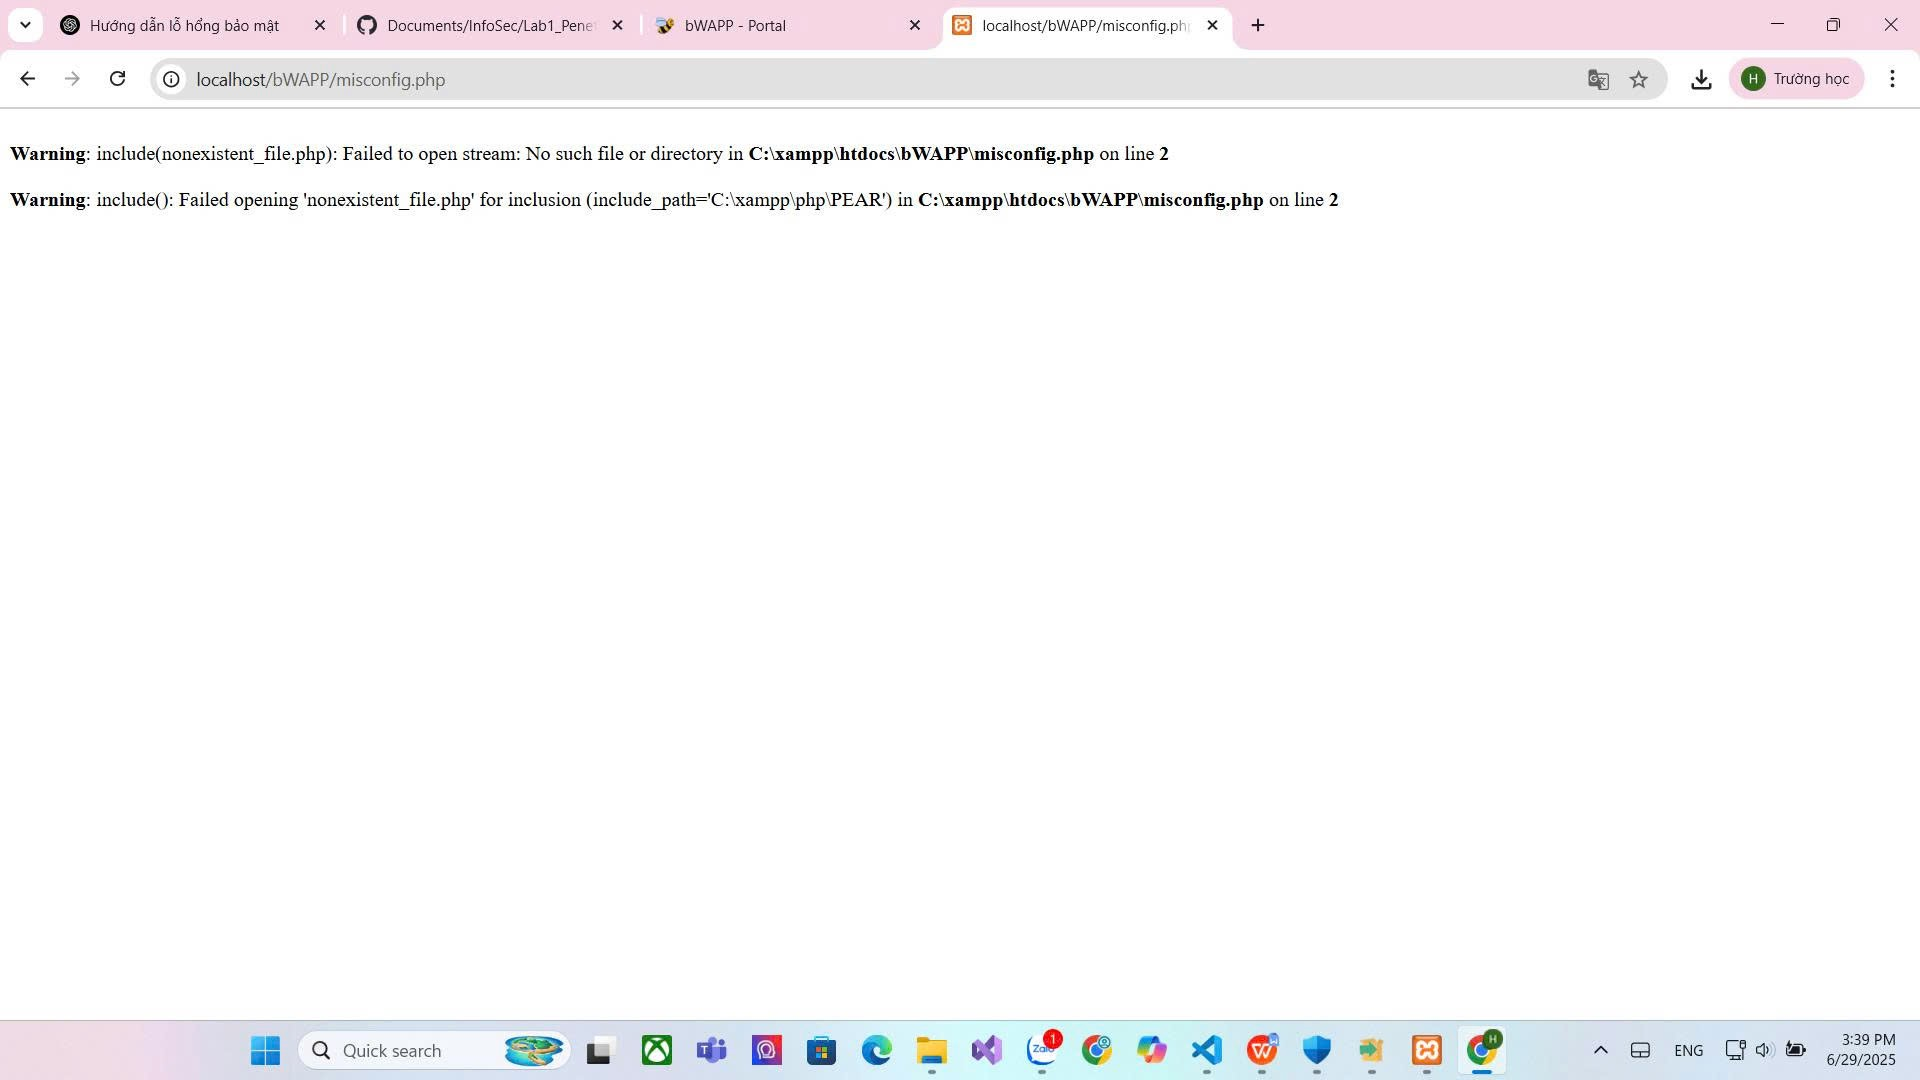 Hướng dẫn lỗ hổng bảo mật
Documents/InfoSec/Lab1_Penet
bWAPP - Portal
localhost/bWAPP/misconfig.php
localhost/bWAPP/misconfig.php
H
Trường học
Warning: include(nonexistent_file.php): Failed to open stream: No such file or directory in C:\xampp\htdocs\bWAPP\misconfig.php on line 2
Warning: include(): Failed opening 'nonexistent_file.php' for inclusion (include_path='C:\xampp\php\PEAR') in C:\xampp\htdocs\bWAPP\misconfig.php on line 2
Quick search
Zalo
1
H
ENG
3:39 PM
6/29/2025